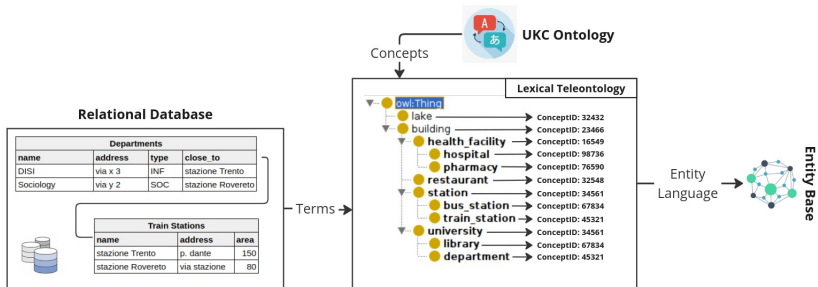 A
あ
UKC Ontology
Concepts
Relational Database
Departments
name address type close_to
DISI via x 3 INF stazione Trento
Sociology via y 2 SOC stazione Rovereto
Train Stations
name address area
stazione Trento p. dante 150
stazione Rovereto via stazione 80
Terms
Lexical Teleontology
owl:Thing
lake ConceptID: 32432
building ConceptID: 23466
health_facility ConceptID: 16549
hospital ConceptID: 98736
pharmacy ConceptID: 76590
restaurant ConceptID: 32548
station ConceptID: 34561
bus_station ConceptID: 67834
train_station ConceptID: 45321
university ConceptID: 34561
library ConceptID: 67834
department ConceptID: 45321
Entity
Language
Entity Base